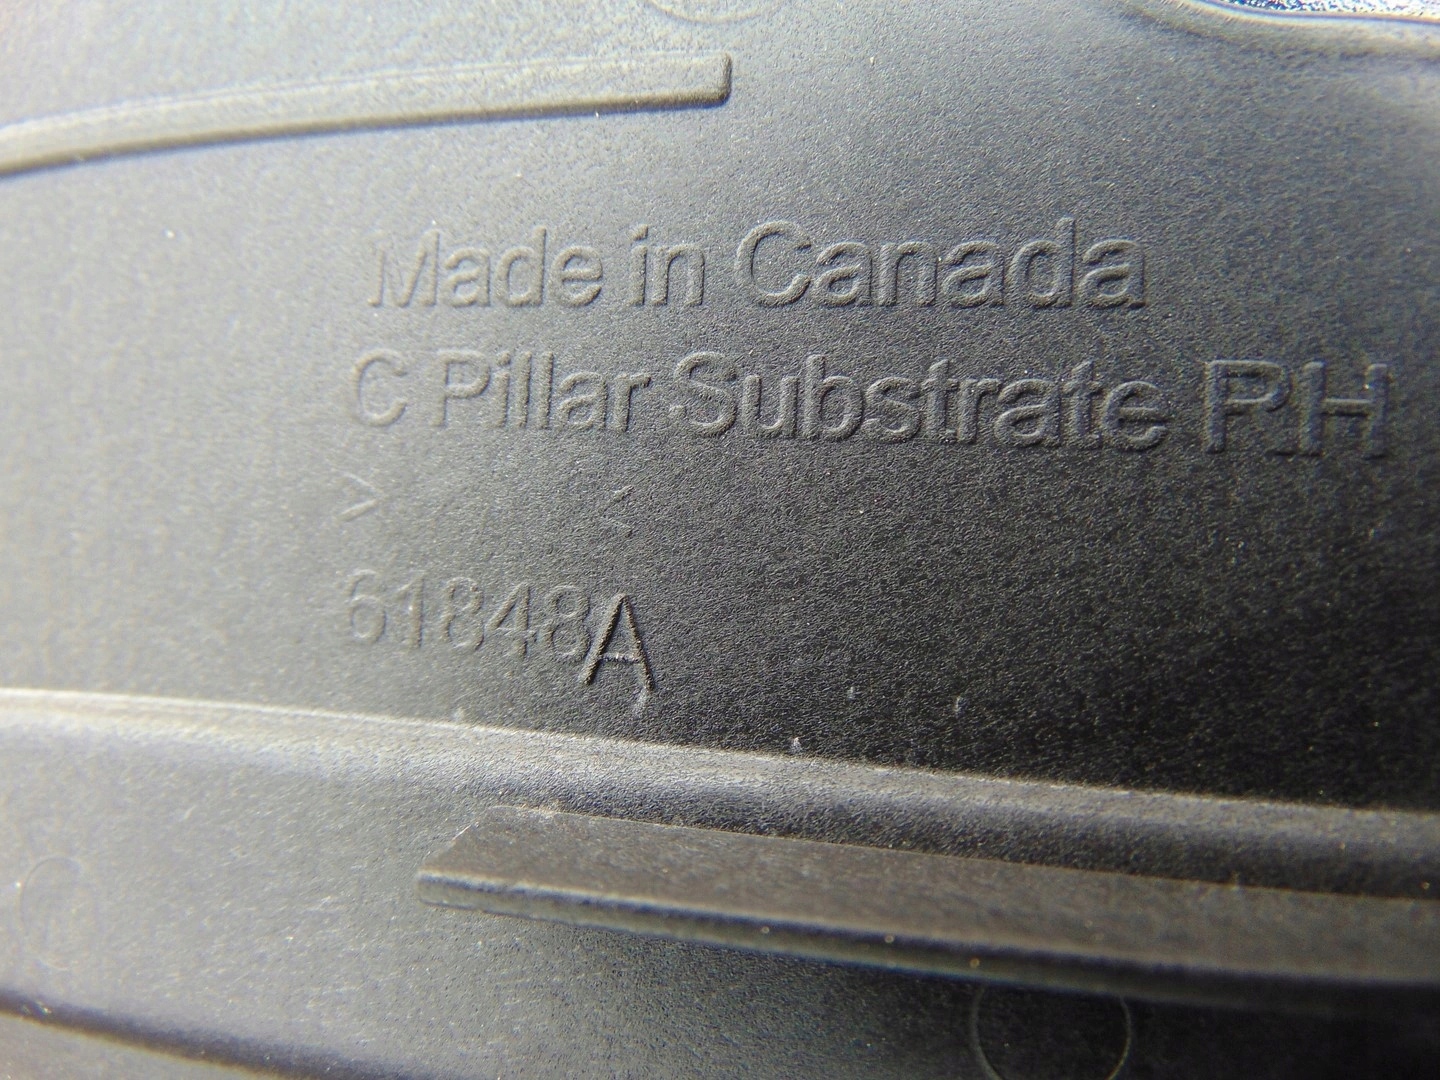 Made in Canada
C Pillar Substrate RH
> <
61848A